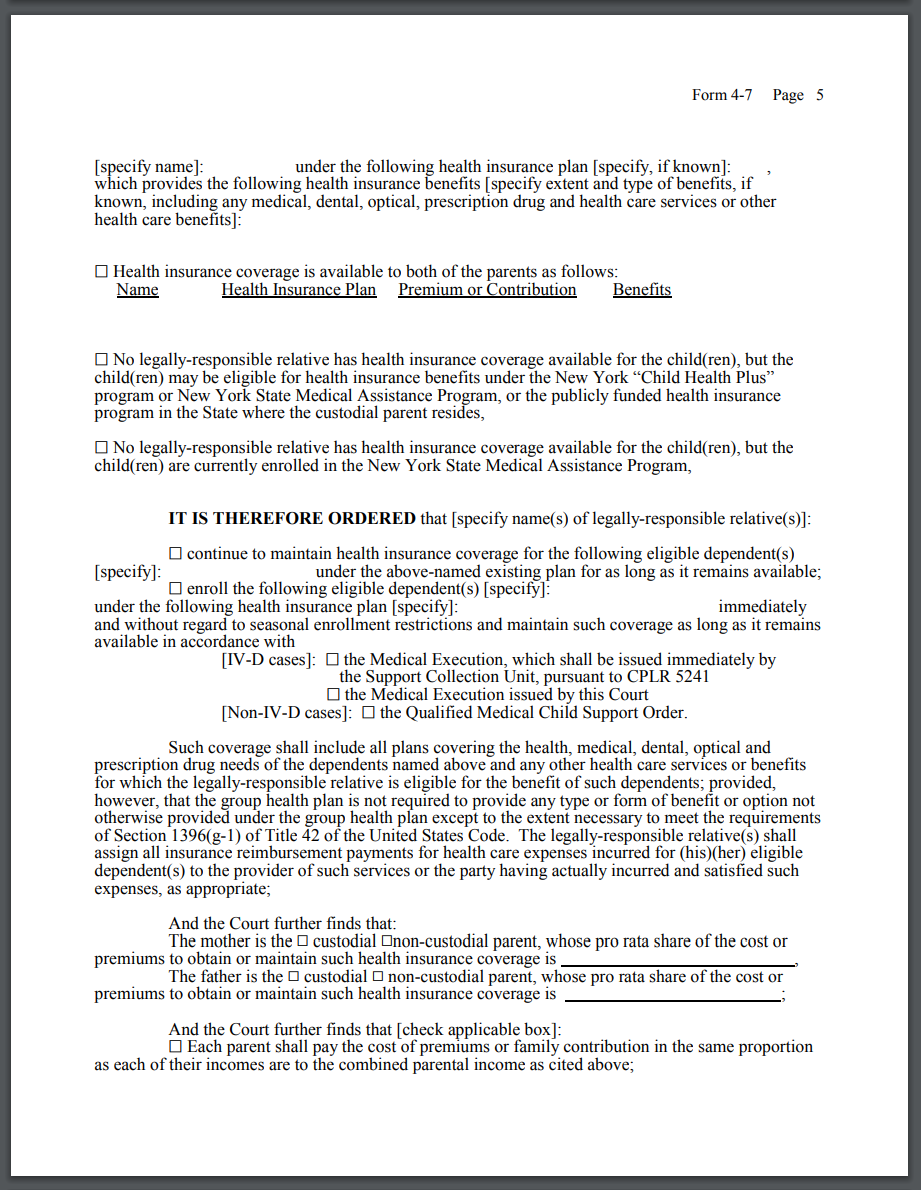 Form 4-7 Page 5
[specify name]: under the following health insurance plan [specify, if known]: ,
which provides the following health insurance benefits [specify extent and type of benefits, if
known, including any medical, dental, optical, prescription drug and health care services or other
health care benefits]:
☐ Health insurance coverage is available to both of the parents as follows:
Name Health Insurance Plan Premium or Contribution Benefits
☐ No legally-responsible relative has health insurance coverage available for the child(ren), but the
child(ren) may be eligible for health insurance benefits under the New York “Child Health Plus”
program or New York State Medical Assistance Program, or the publicly funded health insurance
program in the State where the custodial parent resides,
☐ No legally-responsible relative has health insurance coverage available for the child(ren), but the
child(ren) are currently enrolled in the New York State Medical Assistance Program,
IT IS THEREFORE ORDERED that [specify name(s) of legally-responsible relative(s)]:
☐ continue to maintain health insurance coverage for the following eligible dependent(s)
[specify]: under the above-named existing plan for as long as it remains available;
☐ enroll the following eligible dependent(s) [specify]:
under the following health insurance plan [specify]: immediately
and without regard to seasonal enrollment restrictions and maintain such coverage as long as it remains
available in accordance with
[IV-D cases]: ☐ the Medical Execution, which shall be issued immediately by
the Support Collection Unit, pursuant to CPLR 5241
☐ the Medical Execution issued by this Court
[Non-IV-D cases]: ☐ the Qualified Medical Child Support Order.
Such coverage shall include all plans covering the health, medical, dental, optical and
prescription drug needs of the dependents named above and any other health care services or benefits
for which the legally-responsible relative is eligible for the benefit of such dependents; provided,
however, that the group health plan is not required to provide any type or form of benefit or option not
otherwise provided under the group health plan except to the extent necessary to meet the requirements
of Section 1396(g-1) of Title 42 of the United States Code. The legally-responsible relative(s) shall
assign all insurance reimbursement payments for health care expenses incurred for (his)(her) eligible
dependent(s) to the provider of such services or the party having actually incurred and satisfied such
expenses, as appropriate;
And the Court further finds that:
The mother is the ☐ custodial ☐non-custodial parent, whose pro rata share of the cost or
premiums to obtain or maintain such health insurance coverage is __________________________,
The father is the ☐ custodial ☐ non-custodial parent, whose pro rata share of the cost or
premiums to obtain or maintain such health insurance coverage is ________________________;
And the Court further finds that [check applicable box]:
☐ Each parent shall pay the cost of premiums or family contribution in the same proportion
as each of their incomes are to the combined parental income as cited above;